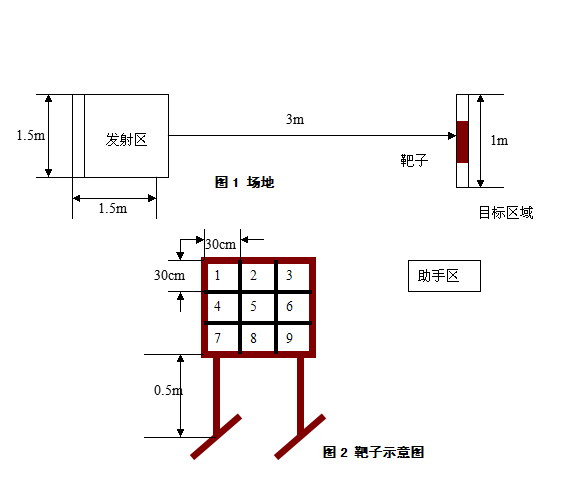 3m
1.5m
发射区
1m
靶子
图 1 场地
1.5m
目标区域
30cm
30cm
助手区
1 2 3
4 5 6
7 8 9
0.5m
图 2 靶子示意图